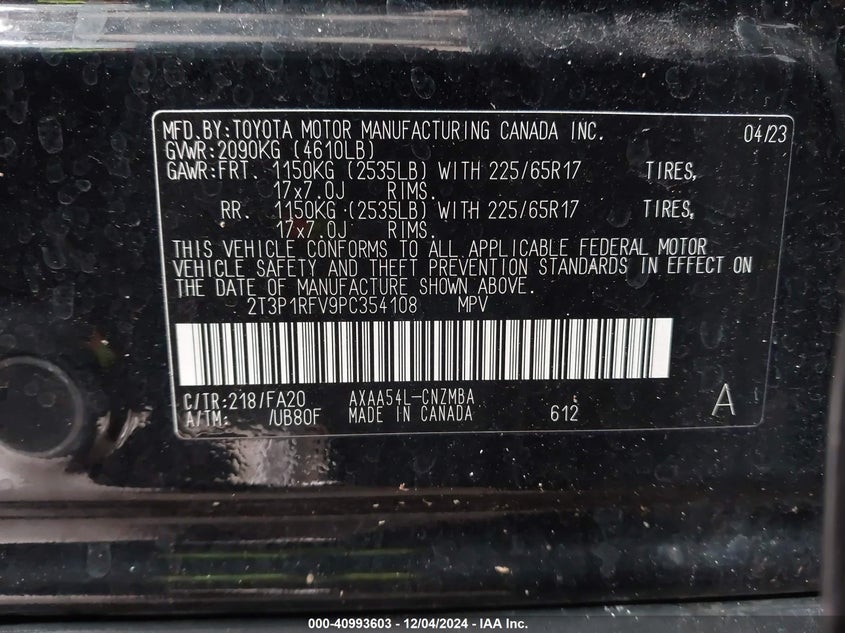 MFD.BY:TOYOTA MOTOR MANUFACTURING CANADA INC. 04/23
GVWR:2090KG (4610LB)
GAWR:FRT. 1150KG (2535LB) WITH 225/65R17 TIRES,
17x7.0J RIMS.
RR. 1150KG (2535LB) WITH 225/65R17 TIRES,
17x7.0J RIMS.
THIS VEHICLE CONFORMS TO ALL APPLICABLE FEDERAL MOTOR
VEHICLE SAFETY AND THEFT PREVENTION STANDARDS IN EFFECT ON
THE DATE OF MANUFACTURE SHOWN ABOVE.
2T3P1RFV9PC354108 MPV
C/TR:218/FA20 AXAA54L-CNZMBA
A/TM: /UB80F MADE IN CANADA 612 A
000-40993603 - 12/04/2024 - IAA Inc.